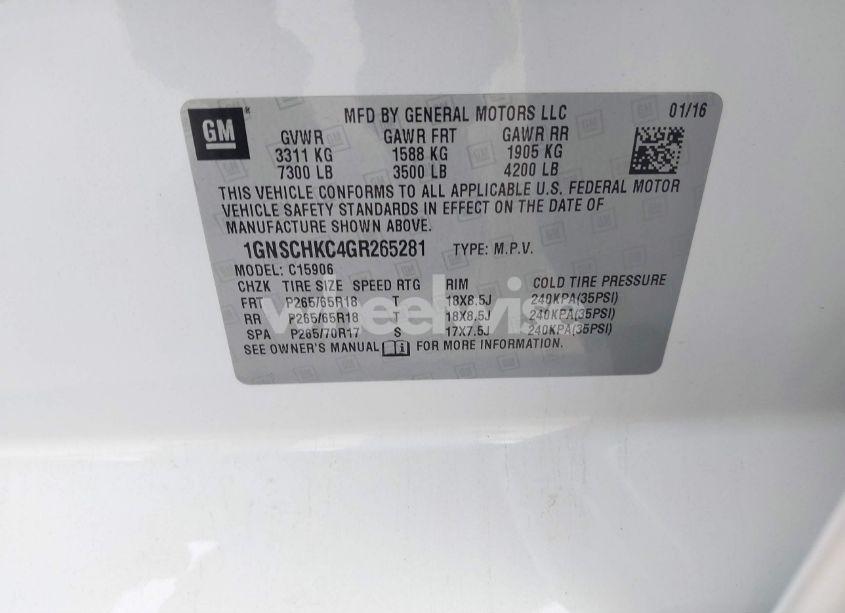 GM
MFD BY GENERAL MOTORS LLC 01/16
GVWR GAWR FRT GAWR RR
3311 KG 1588 KG 1905 KG
7300 LB 3500 LB 4200 LB
THIS VEHICLE CONFORMS TO ALL APPLICABLE U.S. FEDERAL MOTOR
VEHICLE SAFETY STANDARDS IN EFFECT ON THE DATE OF
MANUFACTURE SHOWN ABOVE.
1GNSCHKC4GR265281 TYPE: M.P.V.
MODEL: C15906
CHZK TIRE SIZE SPEED RTG RIM COLD TIRE PRESSURE
FRT P265/65R18 T 18X8.5J 240KPA(35PSI)
RR P265/65R18 T 18X8.5J 240KPA(35PSI)
SPA P265/70R17 S 17X7.5J 240KPA(35PSI)
SEE OWNER'S MANUAL FOR MORE INFORMATION.